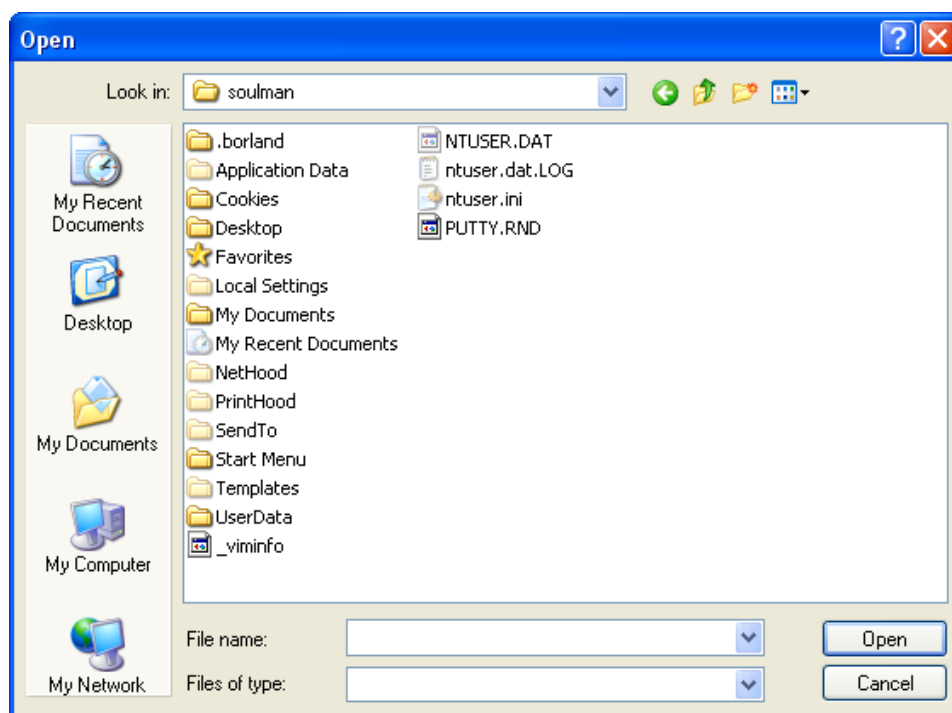 Open
Look in:
soulman
My Recent
Documents
Desktop
My Documents
My Computer
My Network
.borland
Application Data
Cookies
Desktop
Favorites
Local Settings
My Documents
My Recent Documents
NetHood
PrintHood
SendTo
Start Menu
Templates
UserData
_viminfo
NTUSER.DAT
ntuser.dat.LOG
ntuser.ini
PUTTY.RND
File name:
Open
Files of type:
Cancel